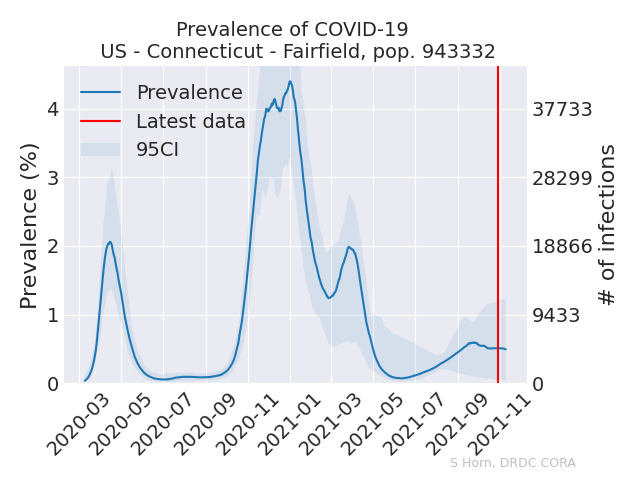 Prevalence of COVID-19
US - Connecticut - Fairfield, pop. 943332
Prevalence
Latest data
95CI
Prevalence (%)
4
3
2
1
0
37733
28299
18866
9433
0
# of infections
2020-03
2020-05
2020-07
2020-09
2020-11
2021-01
2021-03
2021-05
2021-07
2021-09
2021-11
S Horn, DRDC CORA